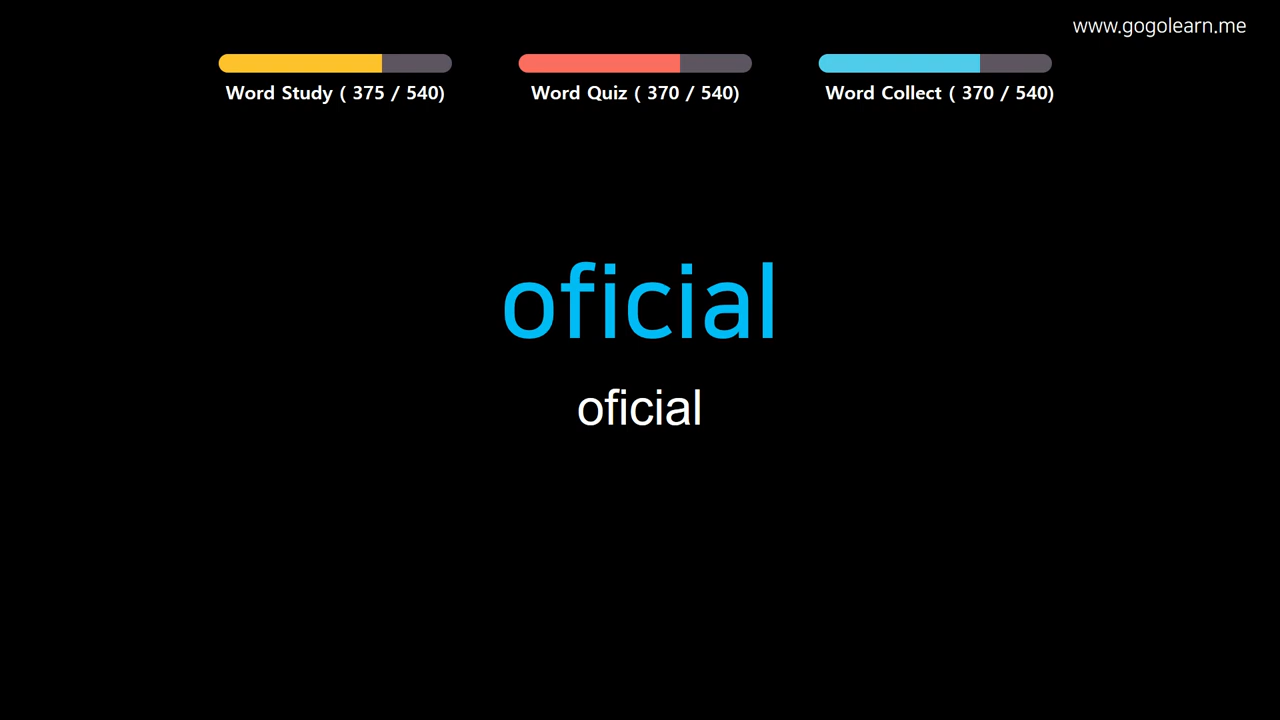 www.gogolearn.me
Word Study ( 375 / 540)
Word Quiz ( 370 / 540)
Word Collect ( 370 / 540)
oficial
oficial